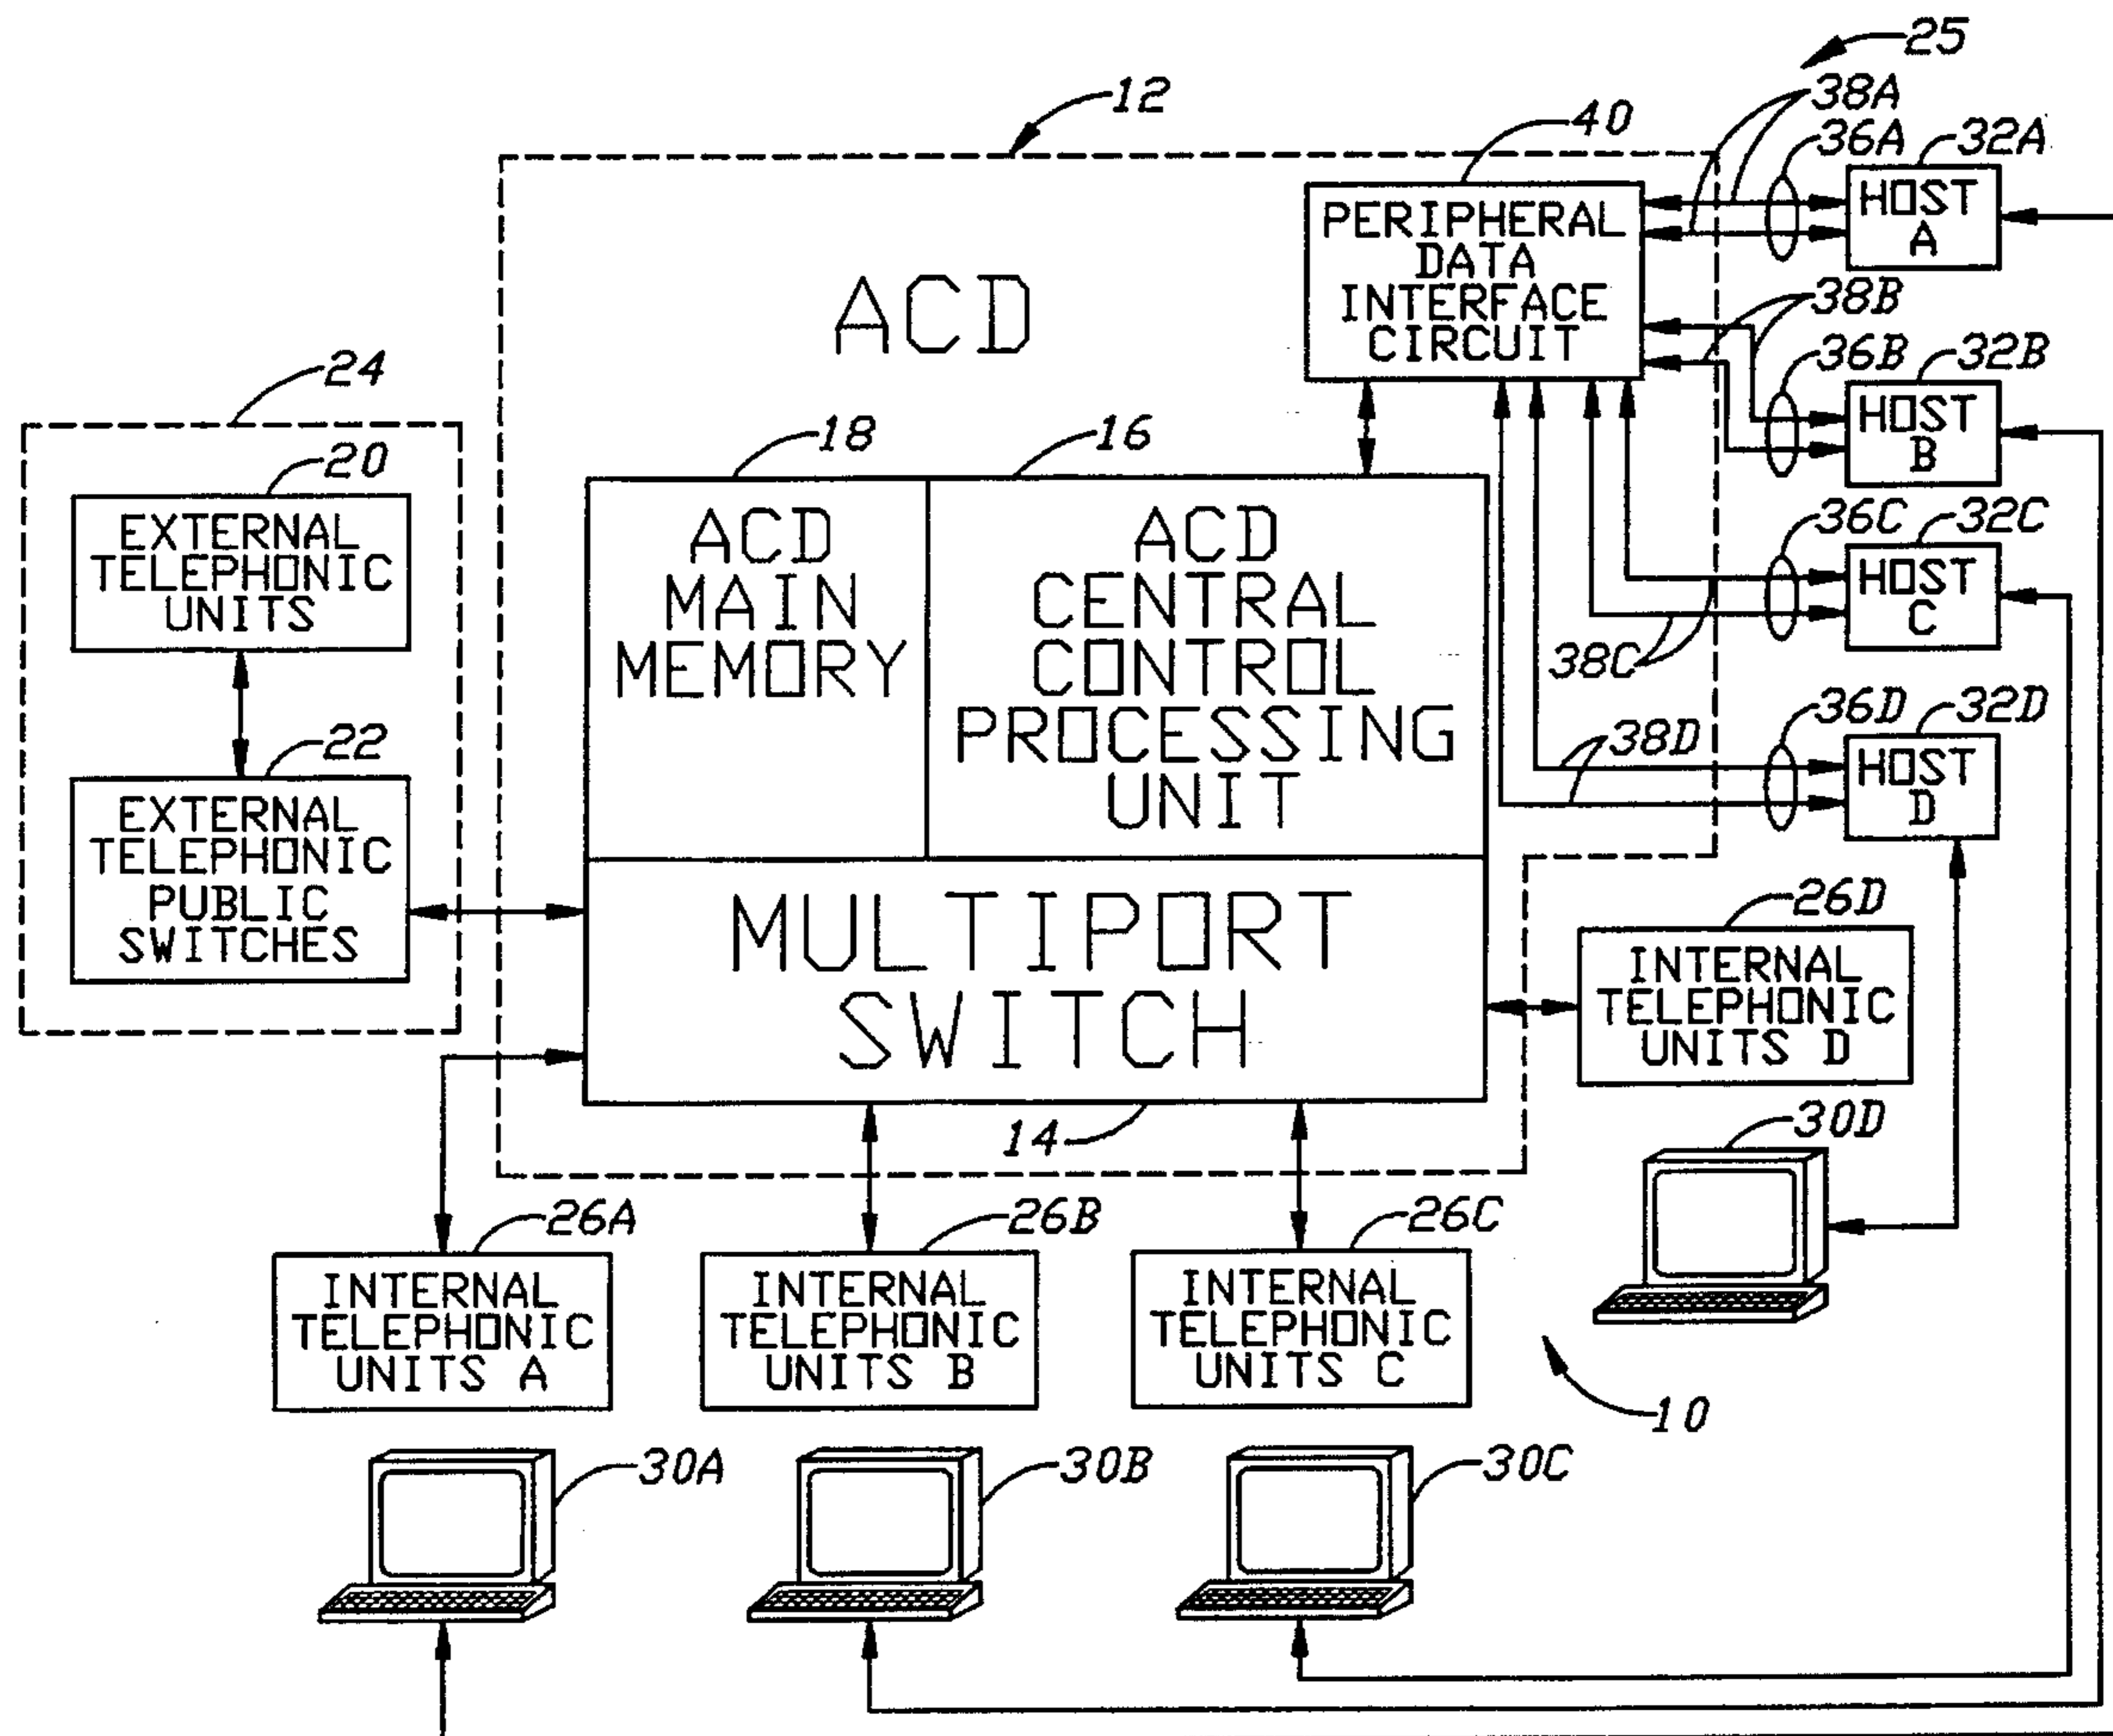 25
12
38A
40
36A
32A
PERIPHERAL
DATA
INTERFACE
CIRCUIT
HOST
A
ACD
38B
24
36B
32B
HOST
B
20
18
16
EXTERNAL
TELEPHONIC
UNITS
ACD
MAIN
MEMORY
ACD
CENTRAL
CONTROL
PROCESSING
UNIT
36C
32C
HOST
C
38C
22
36D
32D
38D
HOST
D
EXTERNAL
TELEPHONIC
PUBLIC
SWITCHES
MULTIPORT
SWITCH
26D
INTERNAL
TELEPHONIC
UNITS D
14
30D
26A
26B
26C
INTERNAL
TELEPHONIC
UNITS A
INTERNAL
TELEPHONIC
UNITS B
INTERNAL
TELEPHONIC
UNITS C
10
30A
30B
30C